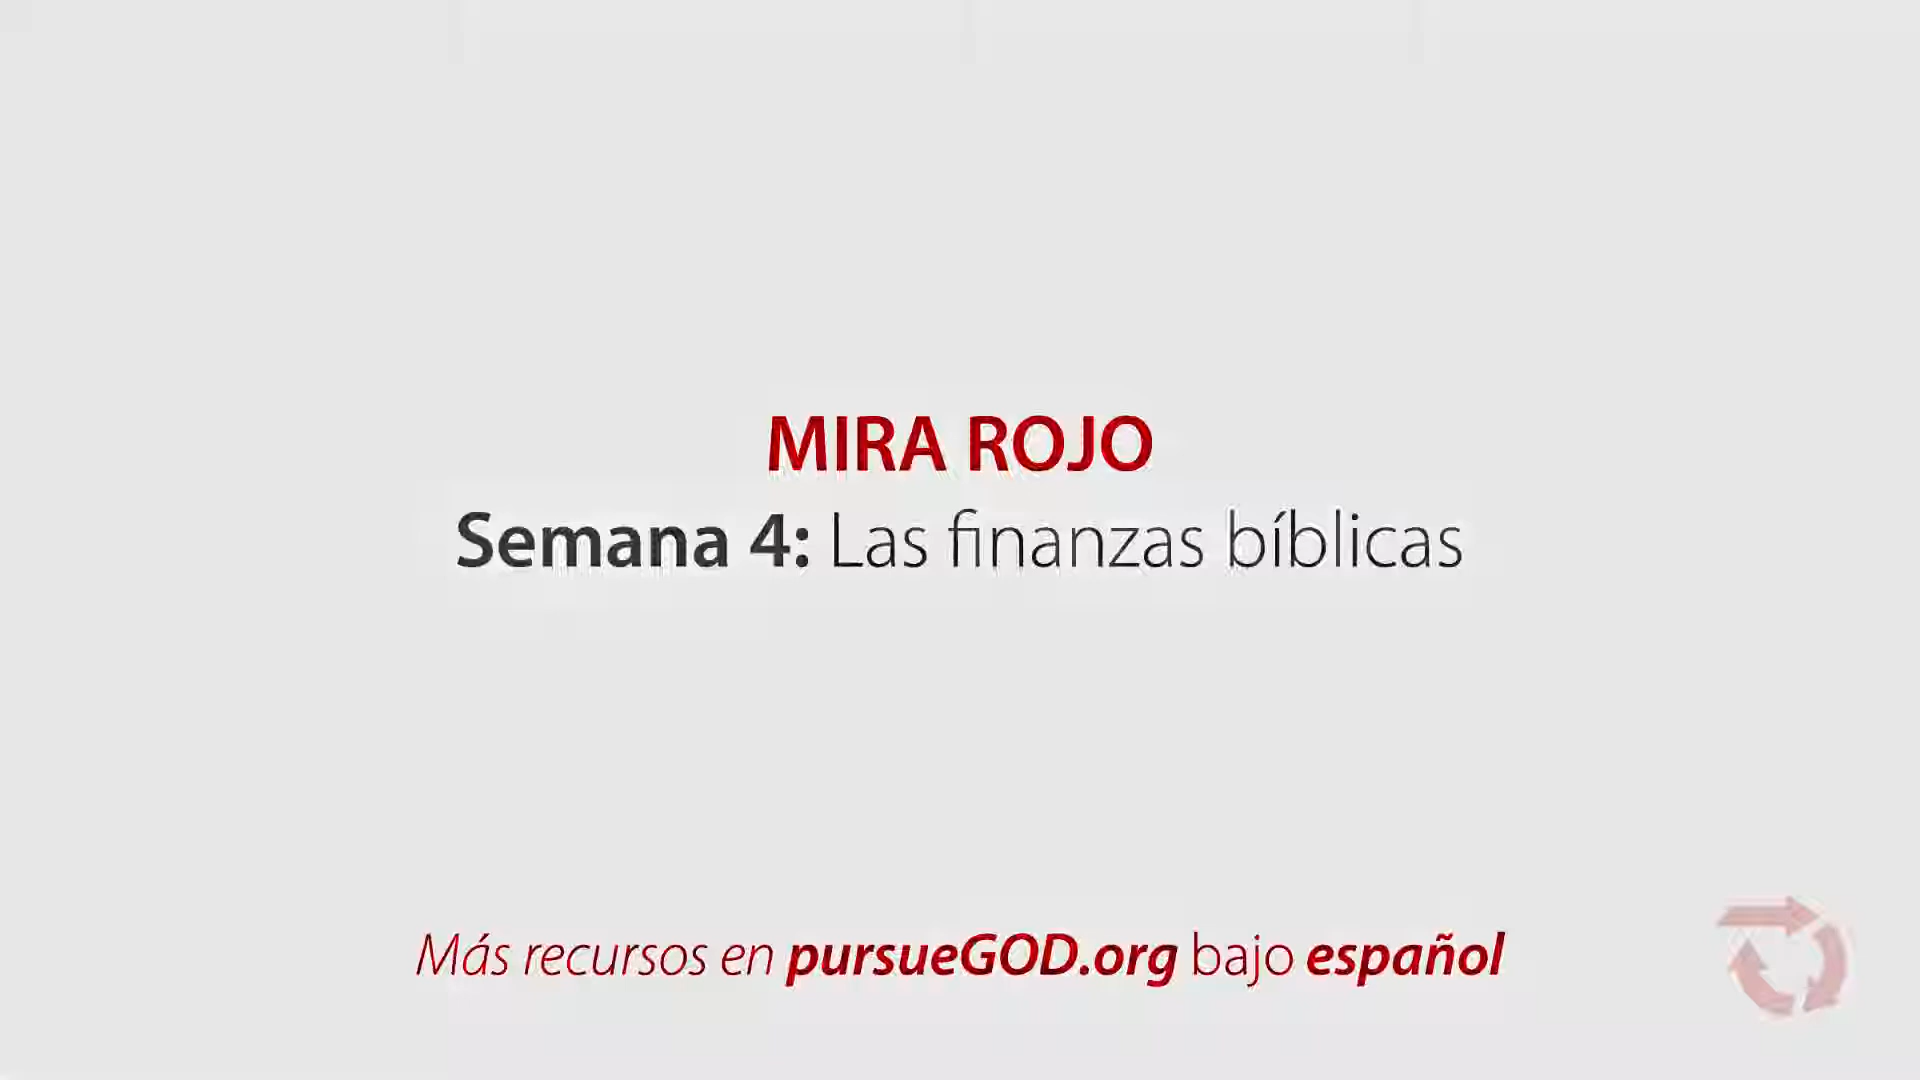 MIRA ROJO
Semana 4: Las finanzas bíblicas
Más recursos en pursueGOD.org bajo español